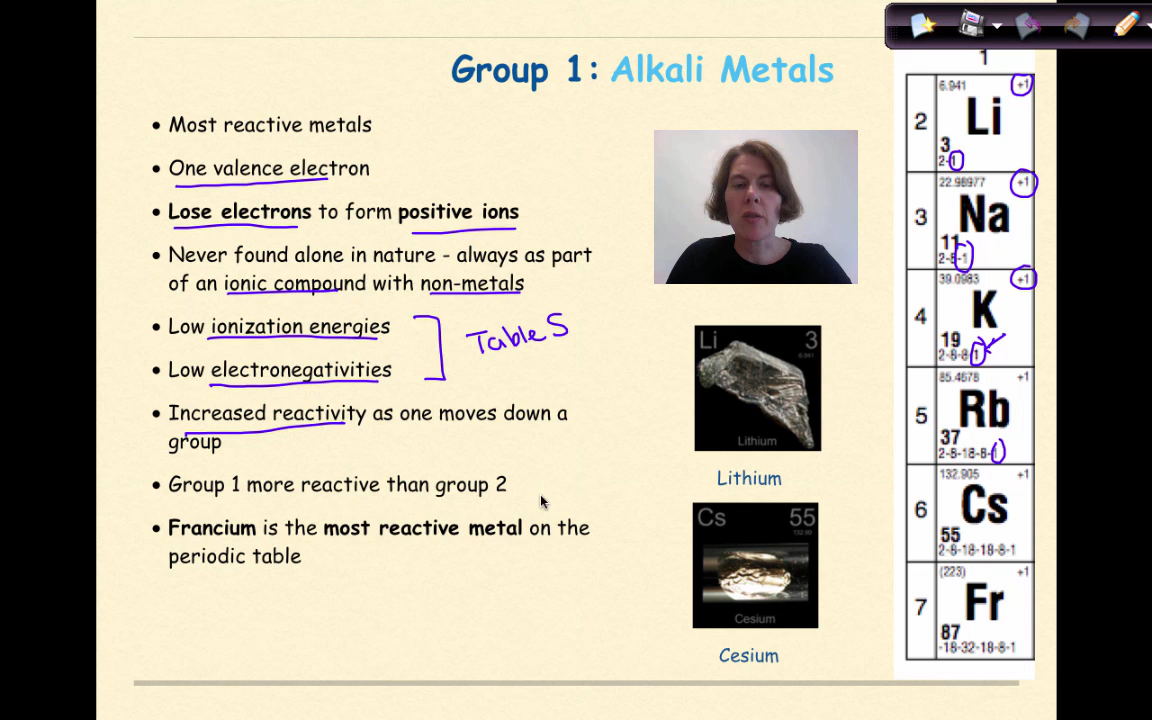 Group 1: Alkali Metals
• Most reactive metals
• One valence electron
• Lose electrons to form positive ions
• Never found alone in nature - always as part
of an ionic compound with non-metals
• Low ionization energies
• Low electronegativities
Table S
• Increased reactivity as one moves down a
group
• Group 1 more reactive than group 2
• Francium is the most reactive metal on the
periodic table
Li 3
6.941
Lithium
Lithium
Cs 55
132.90
Cesium
Cesium
1
6.941 +1
2 Li
3
2-1
22.98977 +1
3 Na
11
2-8-1
39.0983 +1
4 K
19
2-8-8-1
85.4678 +1
5 Rb
37
2-8-18-8-1
132.905 +1
6 Cs
55
2-8-18-18-8-1
(223) +1
7 Fr
87
-18-32-18-8-1